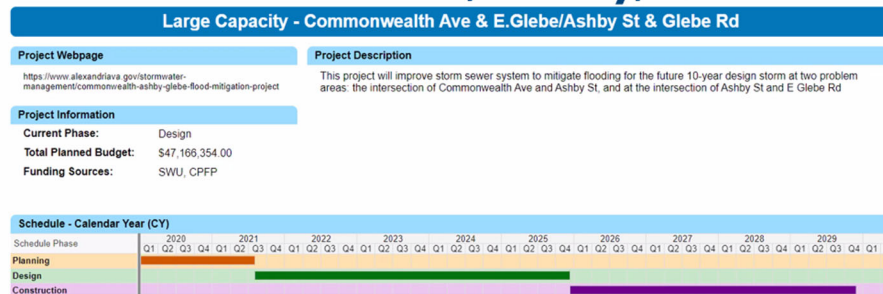 Large Capacity - Commonwealth Ave & E.Glebe/Ashby St & Glebe Rd
Project Webpage
https://www.alexandriava.gov/stormwater-
management/commonwealth-ashby-glebe-flood-mitigation-project
Project Description
This project will improve storm sewer system to mitigate flooding for the future 10-year design storm at two problem
areas: the intersection of Commonwealth Ave and Ashby St, and at the intersection of Ashby St and E Glebe Rd
Project Information
Current Phase: Design
Total Planned Budget: $47,166,354.00
Funding Sources: SWU, CPFP
Schedule - Calendar Year (CY)
Schedule Phase
2020 2021 2022 2023 2024 2025 2026 2027 2028 2029
Q1 Q2 Q3 Q4 Q1 Q2 Q3 Q4 Q1 Q2 Q3 Q4 Q1 Q2 Q3 Q4 Q1 Q2 Q3 Q4 Q1 Q2 Q3 Q4 Q1 Q2 Q3 Q4 Q1 Q2 Q3 Q4 Q1 Q2 Q3 Q4 Q1 Q2 Q3 Q4 Q1
Planning
Design
Construction